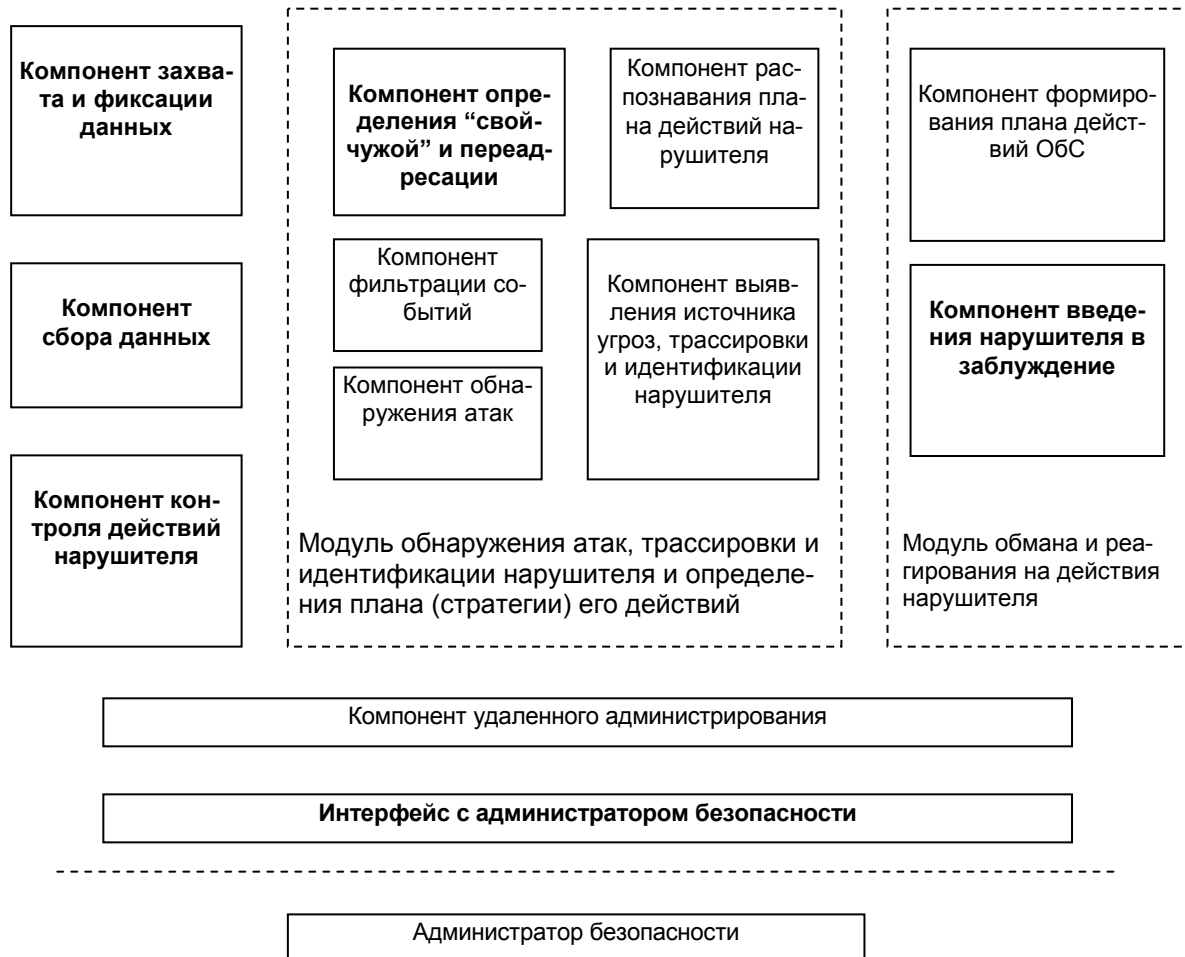 Компонент захва-
та и фиксации
данных
Компонент
сбора данных
Компонент кон-
троля действий
нарушителя
Компонент опре-
деления “свой-
чужой” и переад-
ресации
Компонент рас-
познавания пла-
на действий на-
рушителя
Компонент
фильтрации со-
бытий
Компонент обна-
ружения атак
Компонент выяв-
ления источника
угроз, трассировки
и идентификации
нарушителя
Модуль обнаружения атак, трассировки и
идентификации нарушителя и определе-
ния плана (стратегии) его действий
Компонент формиро-
вания плана дейст-
вий ОбС
Компонент введе-
ния нарушителя в
заблуждение
Модуль обмана и реа-
гирования на действия
нарушителя
Компонент удаленного администрирования
Интерфейс с администратором безопасности
Администратор безопасности